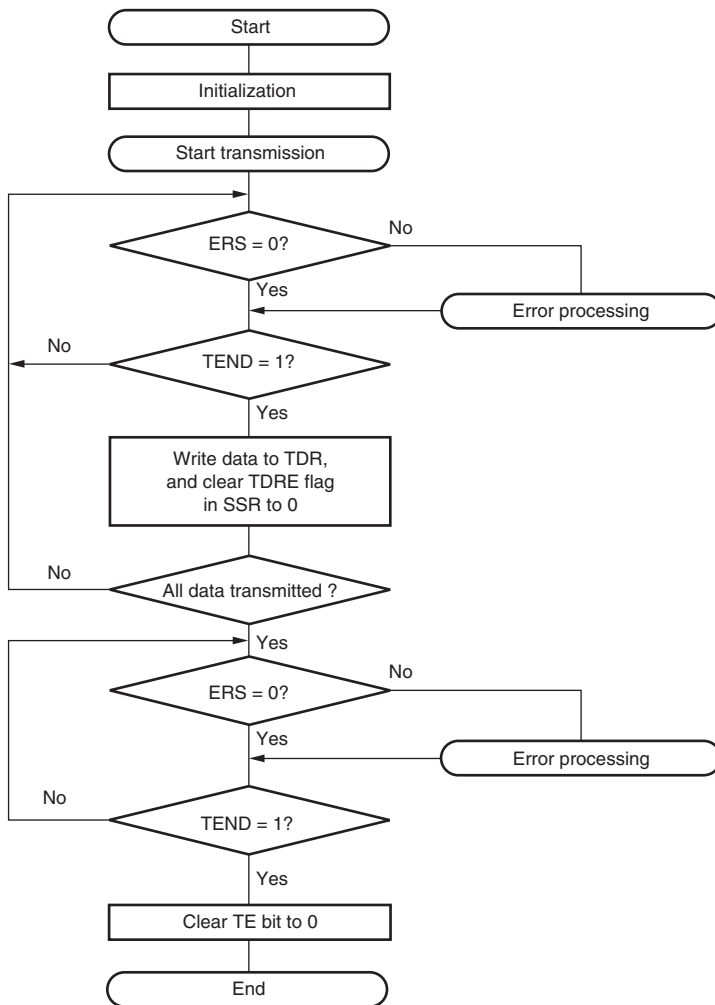 Start
Initialization
Start transmission
ERS = 0?
No
Yes
Error processing
No
TEND = 1?
Yes
Write data to TDR,
and clear TDRE flag
in SSR to 0
No
All data transmitted ?
Yes
ERS = 0?
No
Yes
Error processing
No
TEND = 1?
Yes
Clear TE bit to 0
End